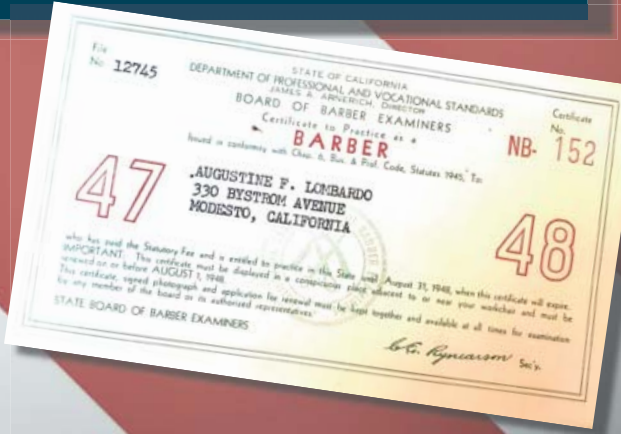 File
No 12745
STATE OF CALIFORNIA
DEPARTMENT OF PROFESSIONAL AND VOCATIONAL STANDARDS
JAMES A. ARNERICH, DIRECTOR
BOARD OF BARBER EXAMINERS
Certificate to Practice as a
BARBER
Issued in conformity with Chap. 6, Bus. & Prof. Code, Statutes 1945, To:
Certificate
No.
NB- 152
47
AUGUSTINE F. LOMBARDO
330 BYSTROM AVENUE
MODESTO, CALIFORNIA
48
who has paid the Statutory Fee and is entitled to practice in this State until August 31, 1948, when this certificate will expire.
IMPORTANT: This certificate must be displayed in a conspicuous place adjacent to or near your workchair and must be
renewed on or before AUGUST 1, 1948.
This certificate, signed photograph and application for renewal must be kept together and available at all times for examination
by any member of the board or its authorized representatives.
STATE BOARD OF BARBER EXAMINERS
Rynearson Sec'y.